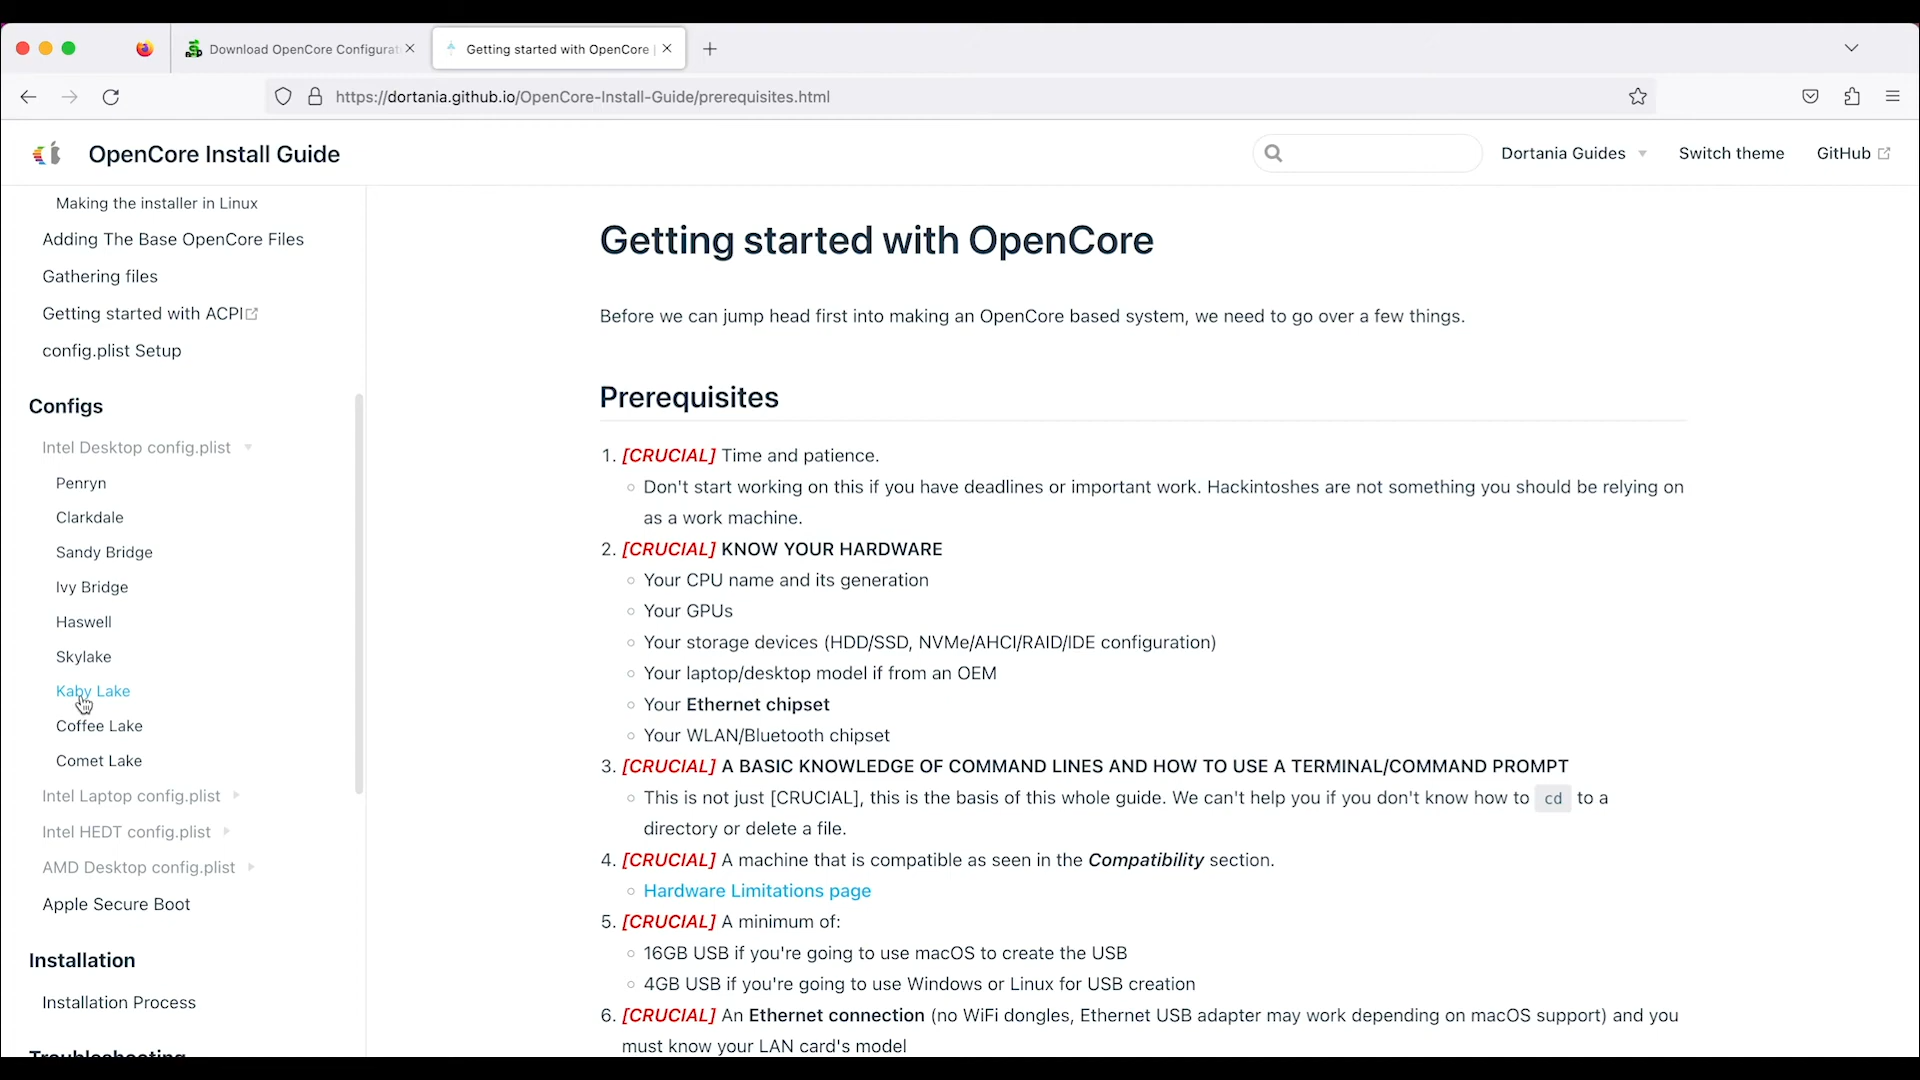 Download OpenCore Configurat
Getting started with OpenCore |
https://dortania.github.io/OpenCore-Install-Guide/prerequisites.html
OpenCore Install Guide
Dortania Guides
Switch theme
GitHub
Making the installer in Linux
Adding The Base OpenCore Files
Gathering files
Getting started with ACPI
config.plist Setup
Configs
Intel Desktop config.plist
Penryn
Clarkdale
Sandy Bridge
Ivy Bridge
Haswell
Skylake
Kaby Lake
Coffee Lake
Comet Lake
Intel Laptop config.plist
Intel HEDT config.plist
AMD Desktop config.plist
Apple Secure Boot
Installation
Installation Process
Troubleshooting
Getting started with OpenCore
Before we can jump head first into making an OpenCore based system, we need to go over a few things.
Prerequisites
1. [CRUCIAL] Time and patience.
Don't start working on this if you have deadlines or important work. Hackintoshes are not something you should be relying on
as a work machine.
2. [CRUCIAL] KNOW YOUR HARDWARE
Your CPU name and its generation
Your GPUs
Your storage devices (HDD/SSD, NVMe/AHCI/RAID/IDE configuration)
Your laptop/desktop model if from an OEM
Your Ethernet chipset
Your WLAN/Bluetooth chipset
3. [CRUCIAL] A BASIC KNOWLEDGE OF COMMAND LINES AND HOW TO USE A TERMINAL/COMMAND PROMPT
This is not just [CRUCIAL], this is the basis of this whole guide. We can't help you if you don't know how to cd to a
directory or delete a file.
4. [CRUCIAL] A machine that is compatible as seen in the Compatibility section.
Hardware Limitations page
5. [CRUCIAL] A minimum of:
16GB USB if you're going to use macOS to create the USB
4GB USB if you're going to use Windows or Linux for USB creation
6. [CRUCIAL] An Ethernet connection (no WiFi dongles, Ethernet USB adapter may work depending on macOS support) and you
must know your LAN card's model